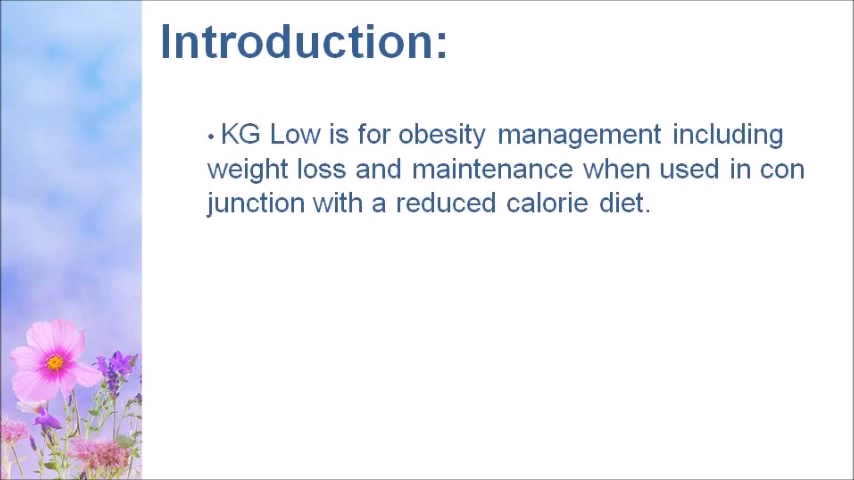 Introduction:
• KG Low is for obesity management including
weight loss and maintenance when used in con
junction with a reduced calorie diet.